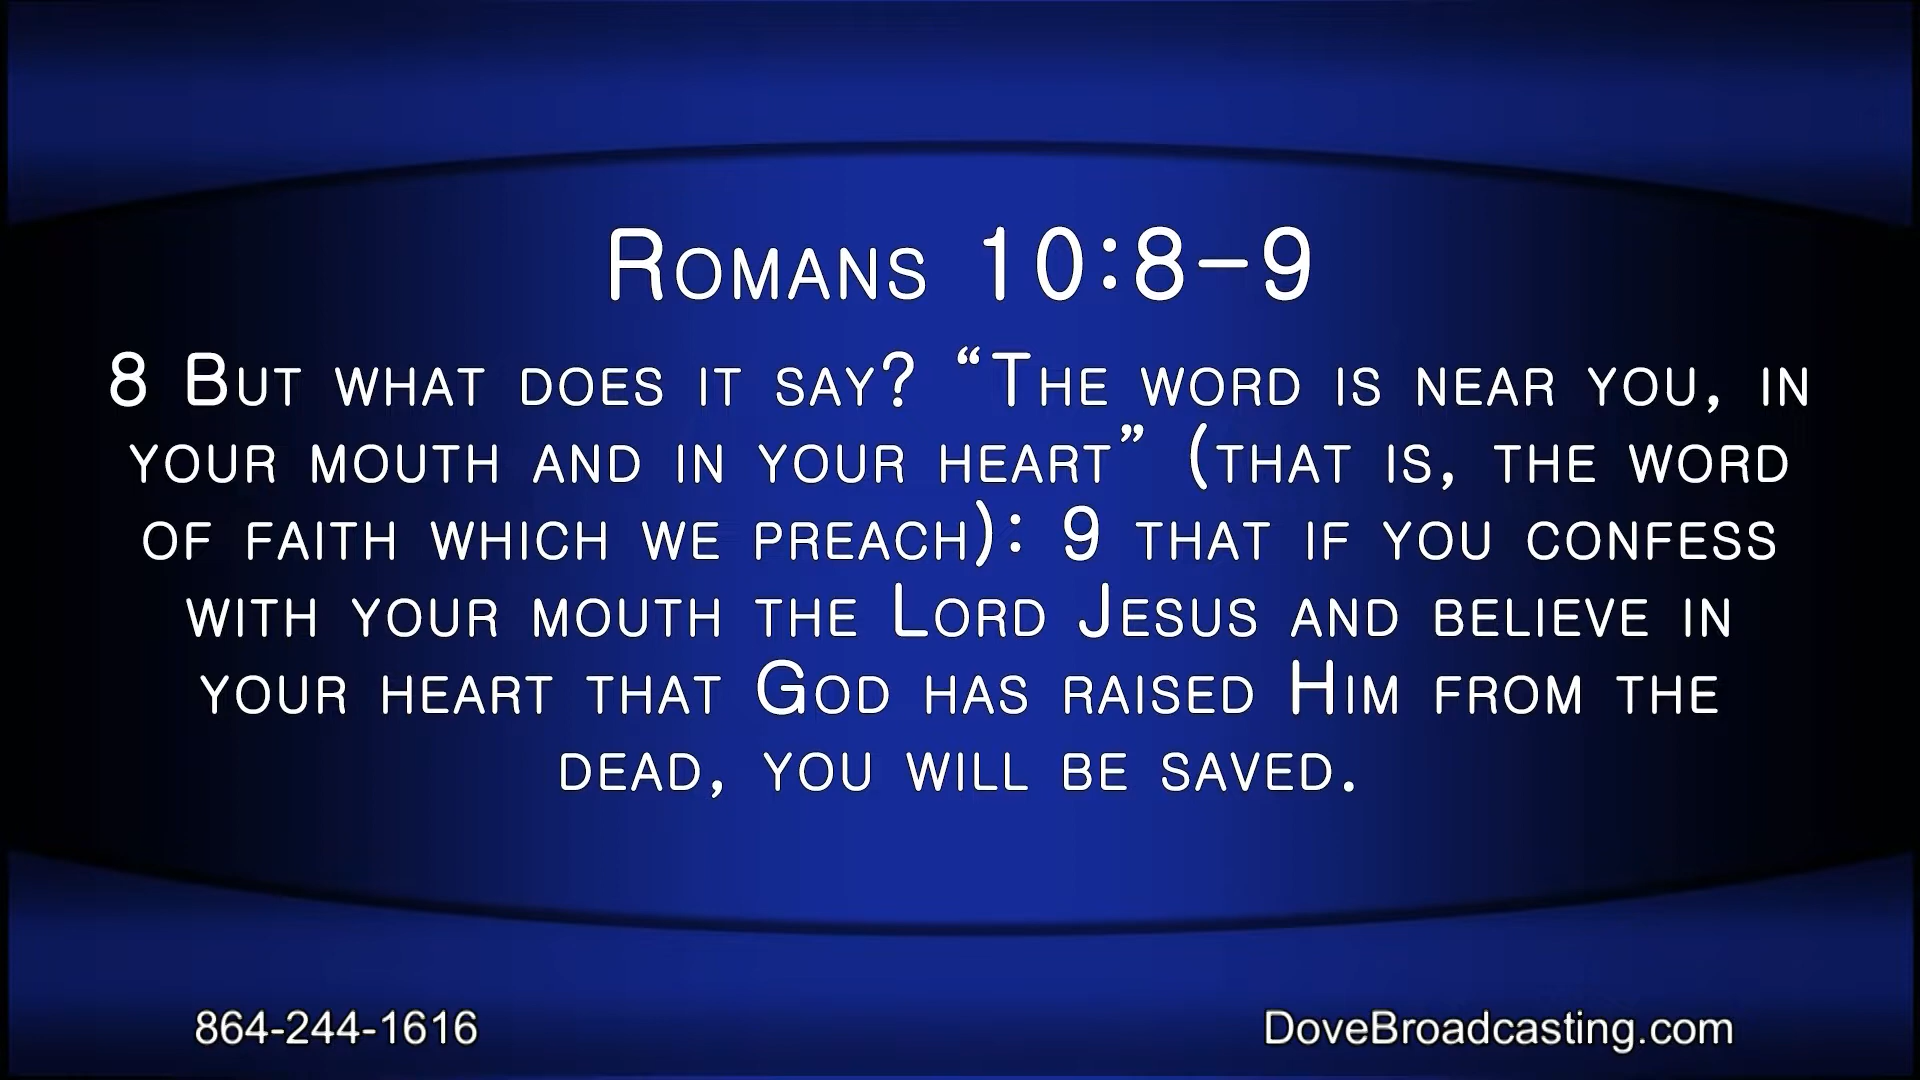 Romans 10:8-9
8 But what does it say? “The word is near you, in
your mouth and in your heart” (that is, the word
of faith which we preach): 9 that if you confess
with your mouth the Lord Jesus and believe in
your heart that God has raised Him from the
dead, you will be saved.
864-244-1616
DoveBroadcasting.com